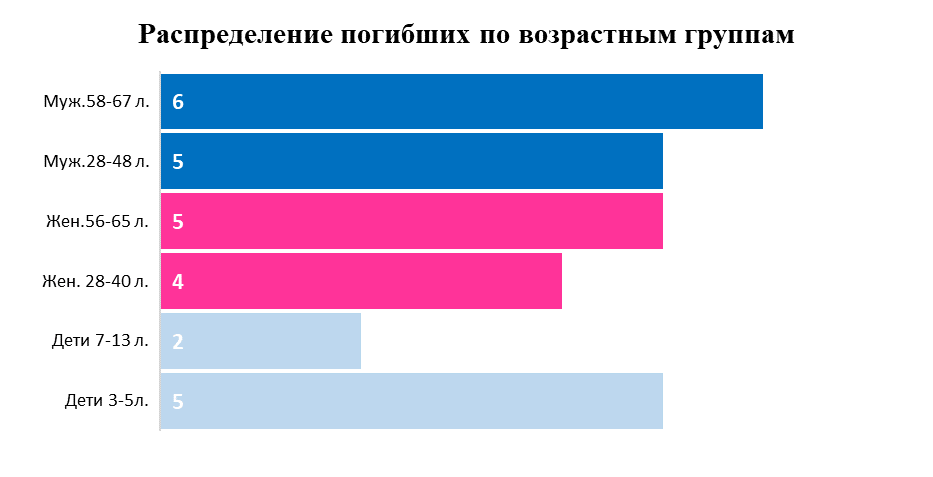 Распределение погибших по возрастным группам
Муж.58-67 л. 6
Муж.28-48 л. 5
Жен.56-65 л. 5
Жен. 28-40 л. 4
Дети 7-13 л. 2
Дети 3-5л. 5